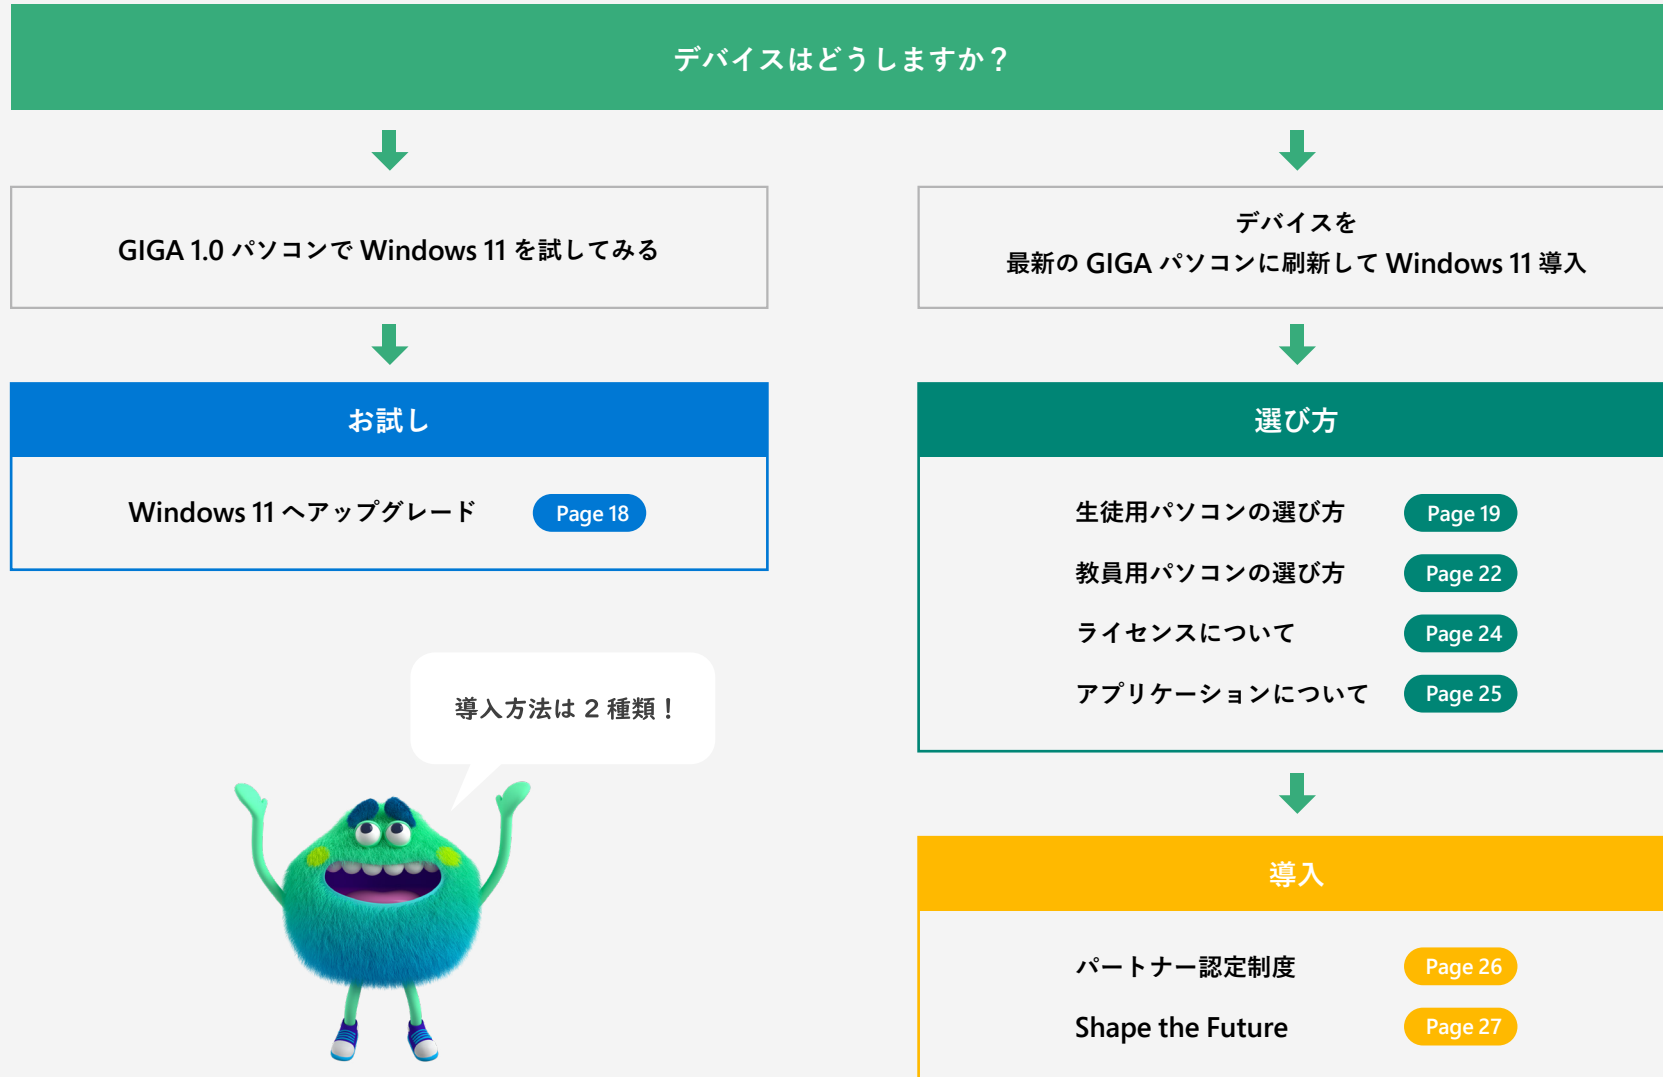 デバイスはどうしますか？
GIGA 1.0 パソコンで Windows 11 を試してみる
お試し
Windows 11 へアップグレード Page 18
導入方法は 2 種類！
デバイスを
最新の GIGA パソコンに刷新して Windows 11 導入
選び方
生徒用パソコンの選び方 Page 19
教員用パソコンの選び方 Page 22
ライセンスについて Page 24
アプリケーションについて Page 25
導入
パートナー認定制度 Page 26
Shape the Future Page 27